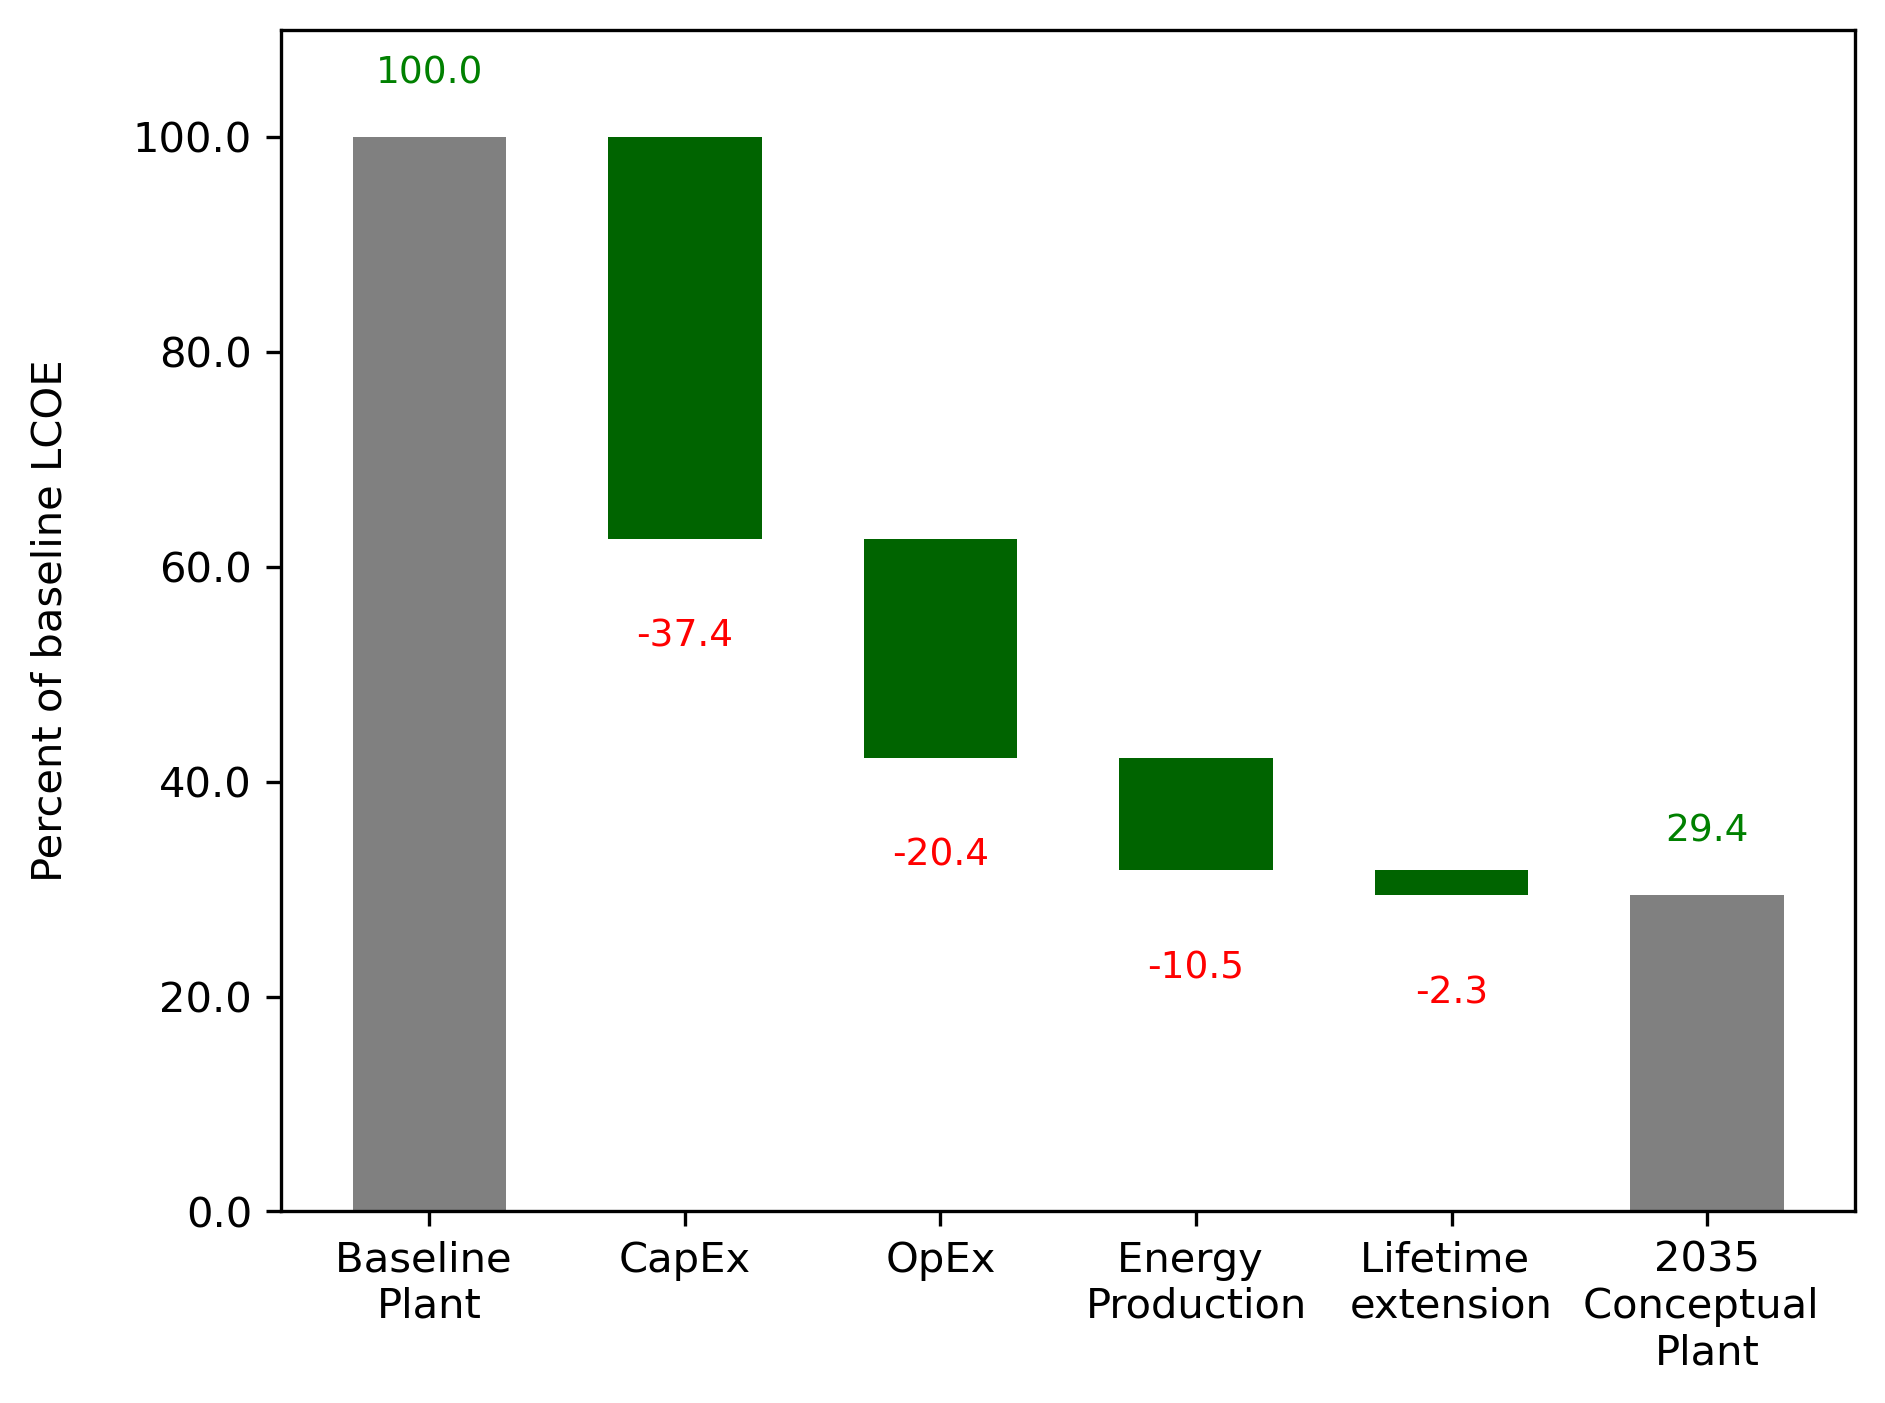 Percent of baseline LCOE
100.0
80.0
60.0
40.0
20.0
0.0
100.0
-37.4
-20.4
-10.5
-2.3
29.4
Baseline
Plant
CapEx
OpEx
Energy
Production
Lifetime
extension
2035
Conceptual
Plant